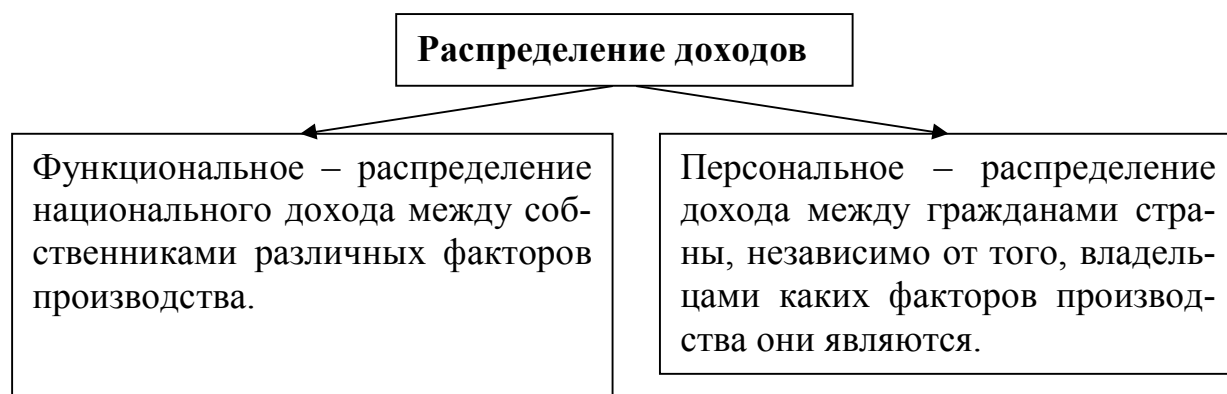 Распределение доходов
Функциональное – распределение
национального дохода между соб-
ственниками различных факторов
производства.
Персональное – распределение
дохода между гражданами стра-
ны, независимо от того, владель-
цами каких факторов производ-
ства они являются.